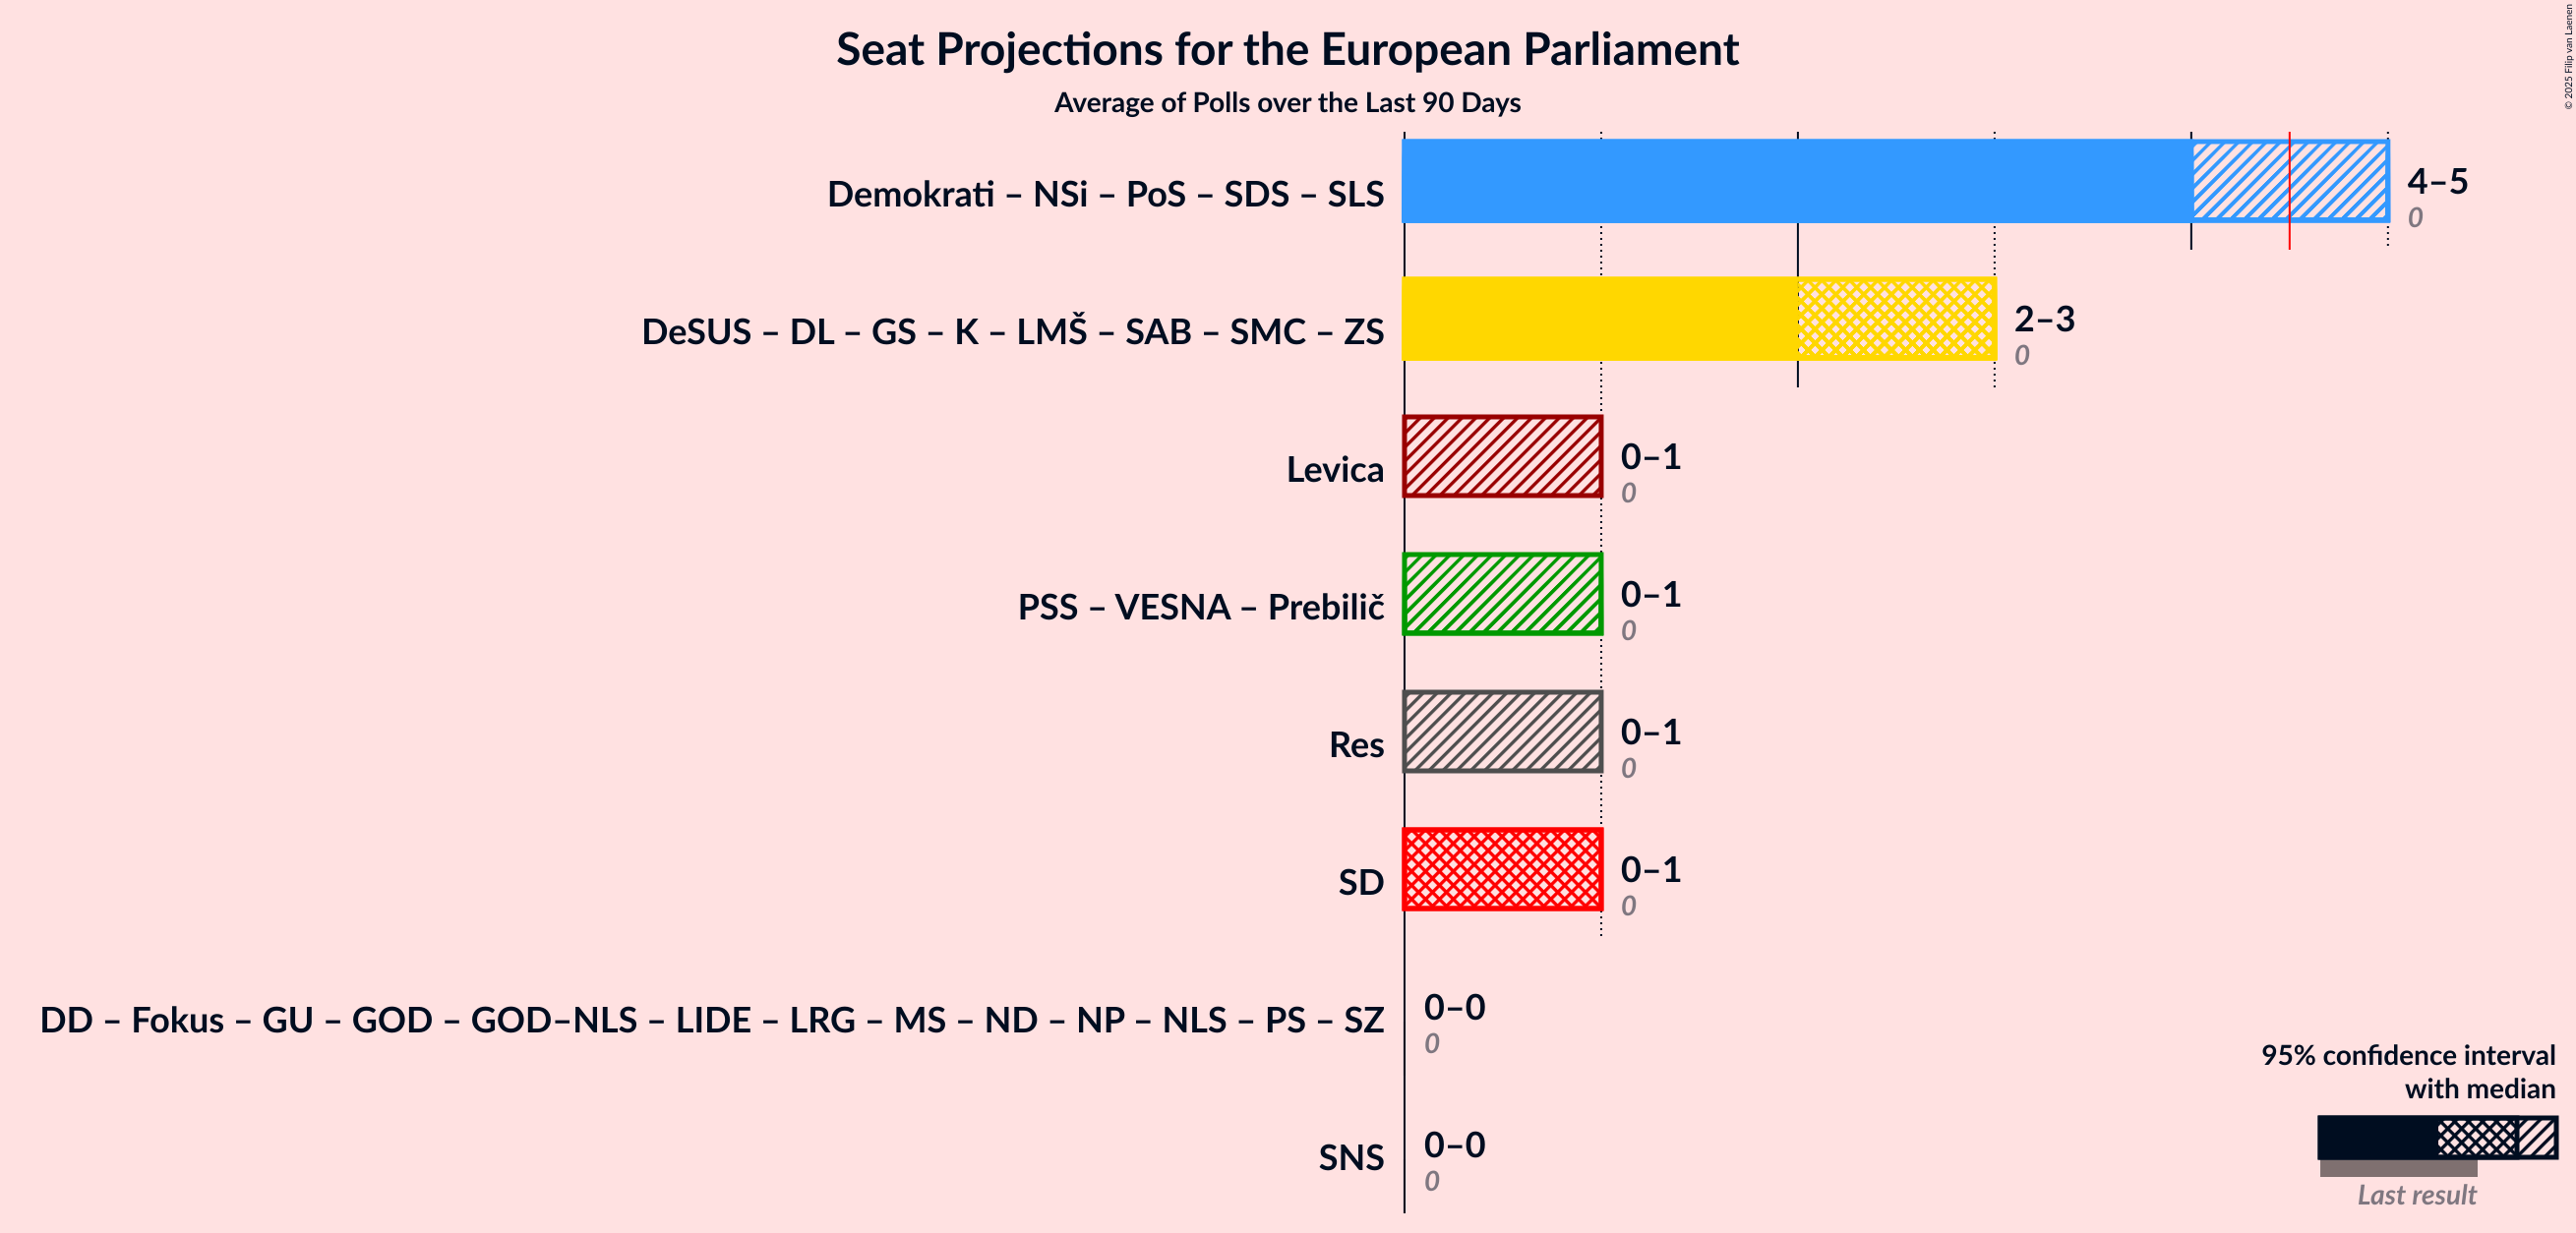 Seat Projections for the European Parliament
Average of Polls over the Last 90 Days
© 2025 Filip van Laenen
Demokrati – NSi – PoS – SDS – SLS
4–5
0
DeSUS – DL – GS – K – LMŠ – SAB – SMC – ZS
2–3
0
Levica
0–1
0
PSS – VESNA – Prebilič
0–1
0
Res
0–1
0
SD
0–1
0
DD – Fokus – GU – GOD – GOD–NLS – LIDE – LRG – MS – ND – NP – NLS – PS – SZ
0–0
0
SNS
0–0
0
95% confidence interval
with median
Last result